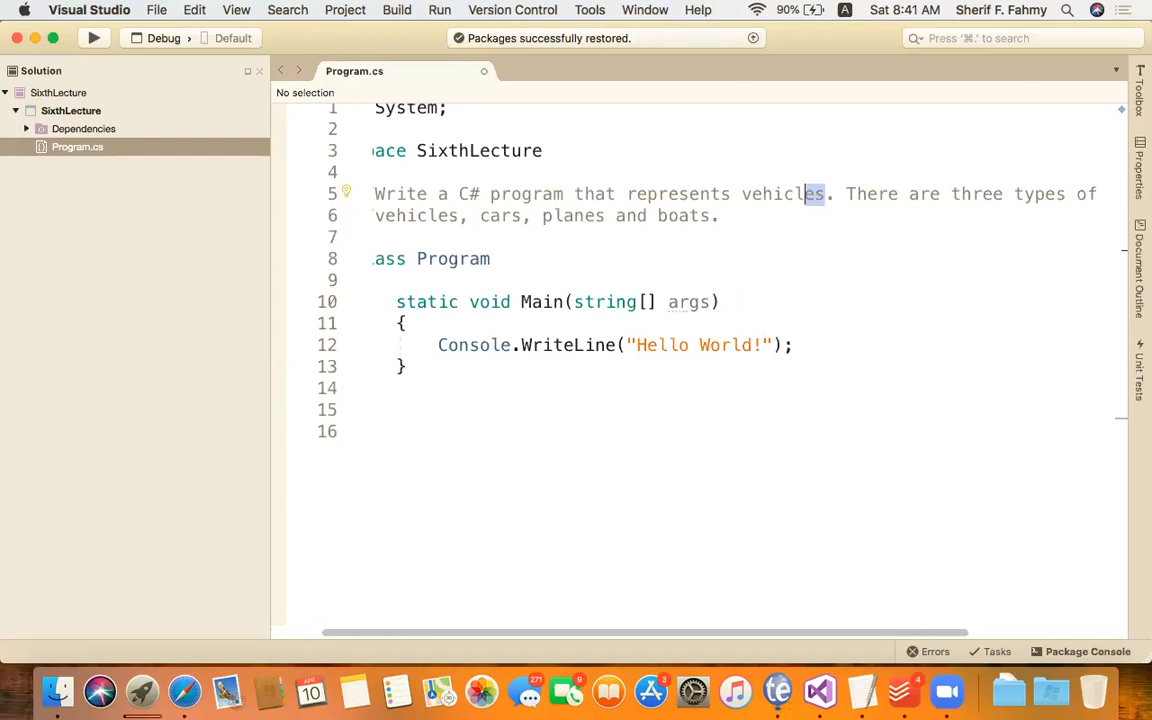 Visual Studio File Edit View Search Project Build Run Version Control Tools Window Help 90% A Sat 8:41 AM Sherif F. Fahmy
Debug › Default Packages successfully restored. Press '⌘.' to search
Solution
SixthLecture
SixthLecture
Dependencies
Program.cs
Program.cs
No selection
1 System;
2
3 ace SixthLecture
4
5 Write a C# program that represents vehicles. There are three types of
6 vehicles, cars, planes and boats.
7
8 ass Program
9
10 static void Main(string[] args)
11 {
12 Console.WriteLine("Hello World!");
13 }
14
15
16
Toolbox
Properties
Document Outline
Unit Tests
Errors Tasks Package Console
APR
10
271
9
3
4